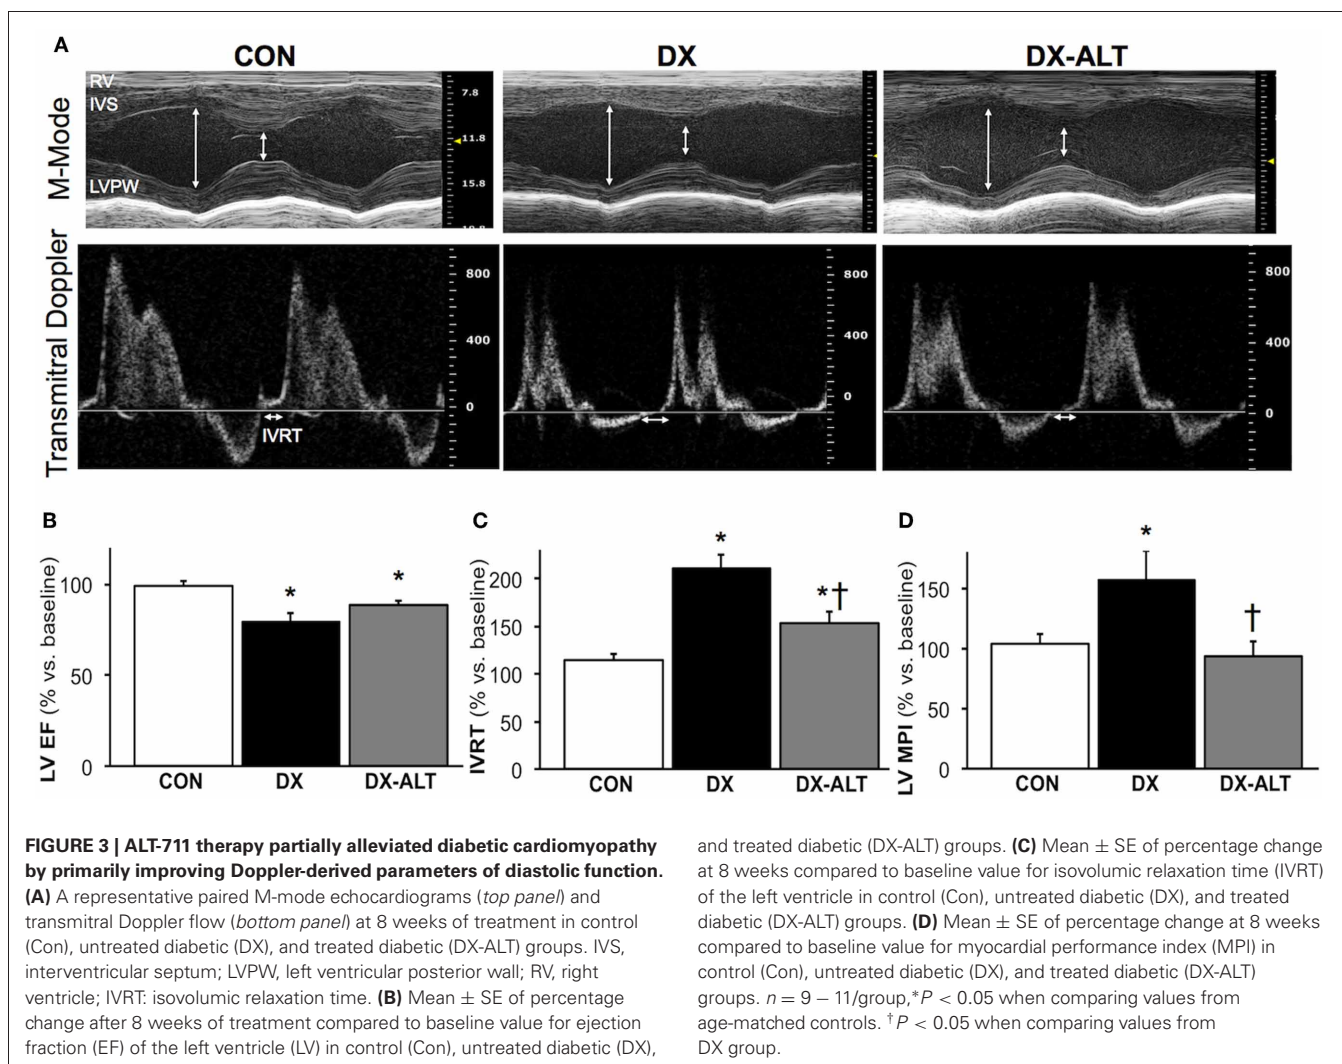 A
CON
DX
DX-ALT
M-Mode
RV
IVS
LVPW
7.8
11.8
15.8
Transmitral Doppler
IVRT
800
400
0
800
400
0
800
400
0
B
LV EF (% vs. baseline)
100
50
0
*
*
CON
DX
DX-ALT
C
IVRT (% vs. baseline)
200
150
100
50
0
*
*†
CON
DX
DX-ALT
D
LV MPI (% vs. baseline)
150
100
50
0
*
†
CON
DX
DX-ALT
FIGURE 3 | ALT-711 therapy partially alleviated diabetic cardiomyopathy
by primarily improving Doppler-derived parameters of diastolic function.
(A) A representative paired M-mode echocardiograms (top panel) and
transmitral Doppler flow (bottom panel) at 8 weeks of treatment in control
(Con), untreated diabetic (DX), and treated diabetic (DX-ALT) groups. IVS,
interventricular septum; LVPW, left ventricular posterior wall; RV, right
ventricle; IVRT: isovolumic relaxation time. (B) Mean ± SE of percentage
change after 8 weeks of treatment compared to baseline value for ejection
fraction (EF) of the left ventricle (LV) in control (Con), untreated diabetic (DX),
and treated diabetic (DX-ALT) groups. (C) Mean ± SE of percentage change
at 8 weeks compared to baseline value for isovolumic relaxation time (IVRT)
of the left ventricle in control (Con), untreated diabetic (DX), and treated
diabetic (DX-ALT) groups. (D) Mean ± SE of percentage change at 8 weeks
compared to baseline value for myocardial performance index (MPI) in
control (Con), untreated diabetic (DX), and treated diabetic (DX-ALT)
groups. n = 9 – 11/group,*P < 0.05 when comparing values from
age-matched controls. †P < 0.05 when comparing values from
DX group.